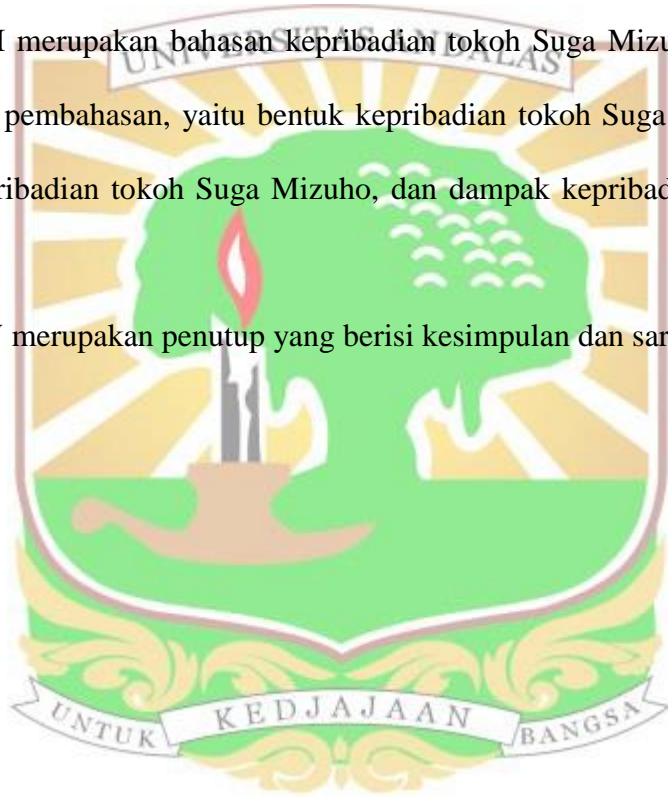 I merupakan bahasan kepribadian tokoh Suga Mizu
UNIVERSITAS ANDALAS
pembahasan, yaitu bentuk kepribadian tokoh Suga
ribadian tokoh Suga Mizuho, dan dampak kepribad
merupakan penutup yang berisi kesimpulan dan sar
UNTUK KEDJAJAAN BANGSA